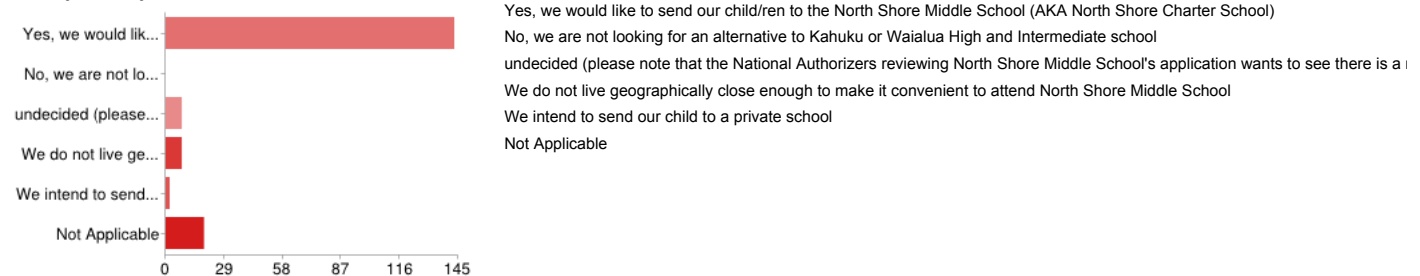 Yes, we would lik...
No, we are not lo...
undecided (please...
We do not live ge...
We intend to send...
Not Applicable
0 29 58 87 116 145
Yes, we would like to send our child/ren to the North Shore Middle School (AKA North Shore Charter School)
No, we are not looking for an alternative to Kahuku or Waialua High and Intermediate school
undecided (please note that the National Authorizers reviewing North Shore Middle School's application wants to see there is a
We do not live geographically close enough to make it convenient to attend North Shore Middle School
We intend to send our child to a private school
Not Applicable